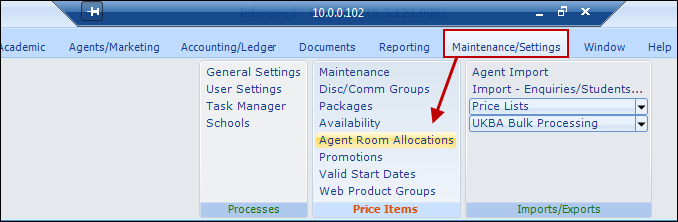 10.0.0.102
Academic Agents/Marketing Accounting/Ledger Documents Reporting Maintenance/Settings Window Help
General Settings
User Settings
Task Manager
Schools
Processes
Maintenance
Disc/Comm Groups
Packages
Availability
Agent Room Allocations
Promotions
Valid Start Dates
Web Product Groups
Price Items
Agent Import
Import - Enquiries/Students...
Price Lists
UKBA Bulk Processing
Imports/Exports